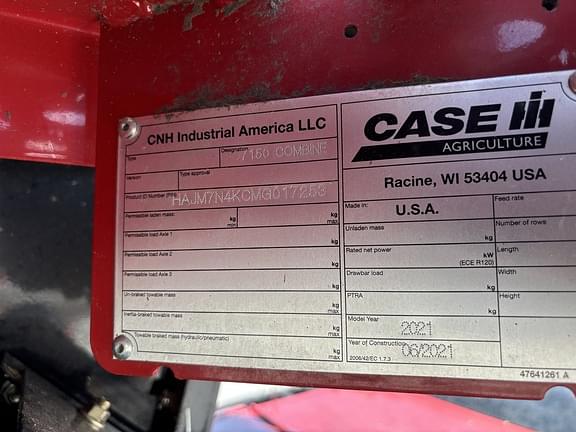 CNH Industrial America LLC
Type
Designation
7150 COMBINE
Version
Type approval
Product ID Number (PIN)
HAJM7N4KCMG017253
Permissible laden mass:
kg min
kg max
Permissible load Axle 1
kg
Permissible load Axle 2
kg
Permissible load Axle 3
kg
Un-braked towable mass
kg max
Inertia-braked towable mass
kg max
Towable braked mass (hydraulic/pneumatic)
kg max
CASE IH
AGRICULTURE
Racine, WI 53404 USA
Made in:
U.S.A.
Feed rate
Unladen mass
kg
Number of rows
Rated net power
kW
(ECE R120)
Length
Drawbar load
kg
Width
PTRA
kg
Height
Model Year
2021
Year of Construction
06/2021
2006/42/EC 1.7.3
47641261 A